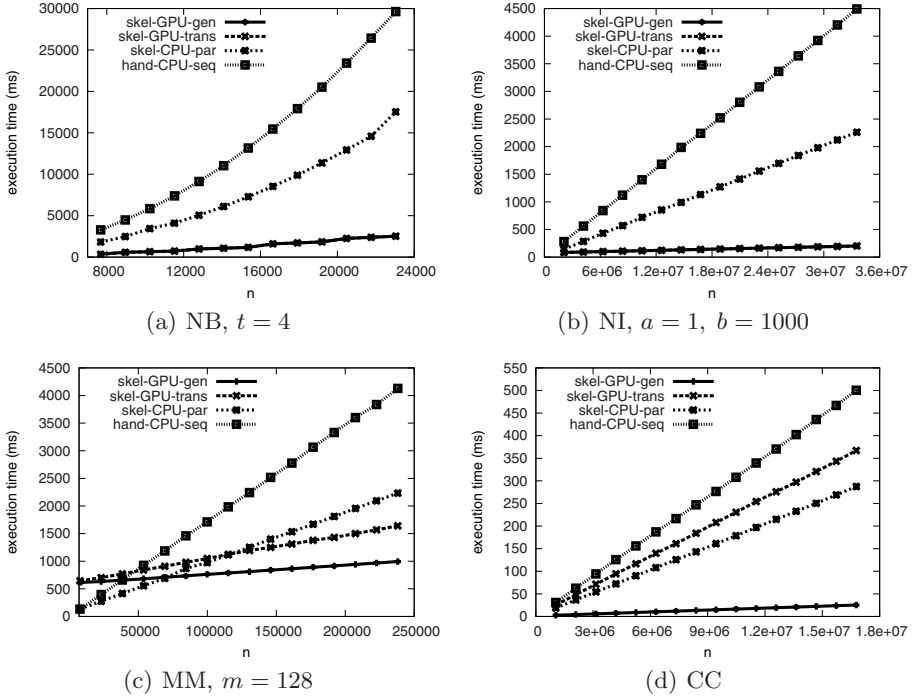 execution time (ms)
30000
25000
20000
15000
10000
5000
0
skel-GPU-gen
skel-GPU-trans
skel-CPU-par
hand-CPU-seq
8000 12000 16000 20000 24000
n
(a) NB, t = 4
execution time (ms)
4500
4000
3500
3000
2500
2000
1500
1000
500
0
skel-GPU-gen
skel-GPU-trans
skel-CPU-par
hand-CPU-seq
0 6e+06 1.2e+07 1.8e+07 2.4e+07 3e+07 3.6e+07
n
(b) NI, a = 1, b = 1000
execution time (ms)
4500
4000
3500
3000
2500
2000
1500
1000
500
0
skel-GPU-gen
skel-GPU-trans
skel-CPU-par
hand-CPU-seq
50000 100000 150000 200000 250000
n
(c) MM, m = 128
execution time (ms)
550
500
450
400
350
300
250
200
150
100
50
0
skel-GPU-gen
skel-GPU-trans
skel-CPU-par
hand-CPU-seq
0 3e+06 6e+06 9e+06 1.2e+07 1.5e+07 1.8e+07
n
(d) CC